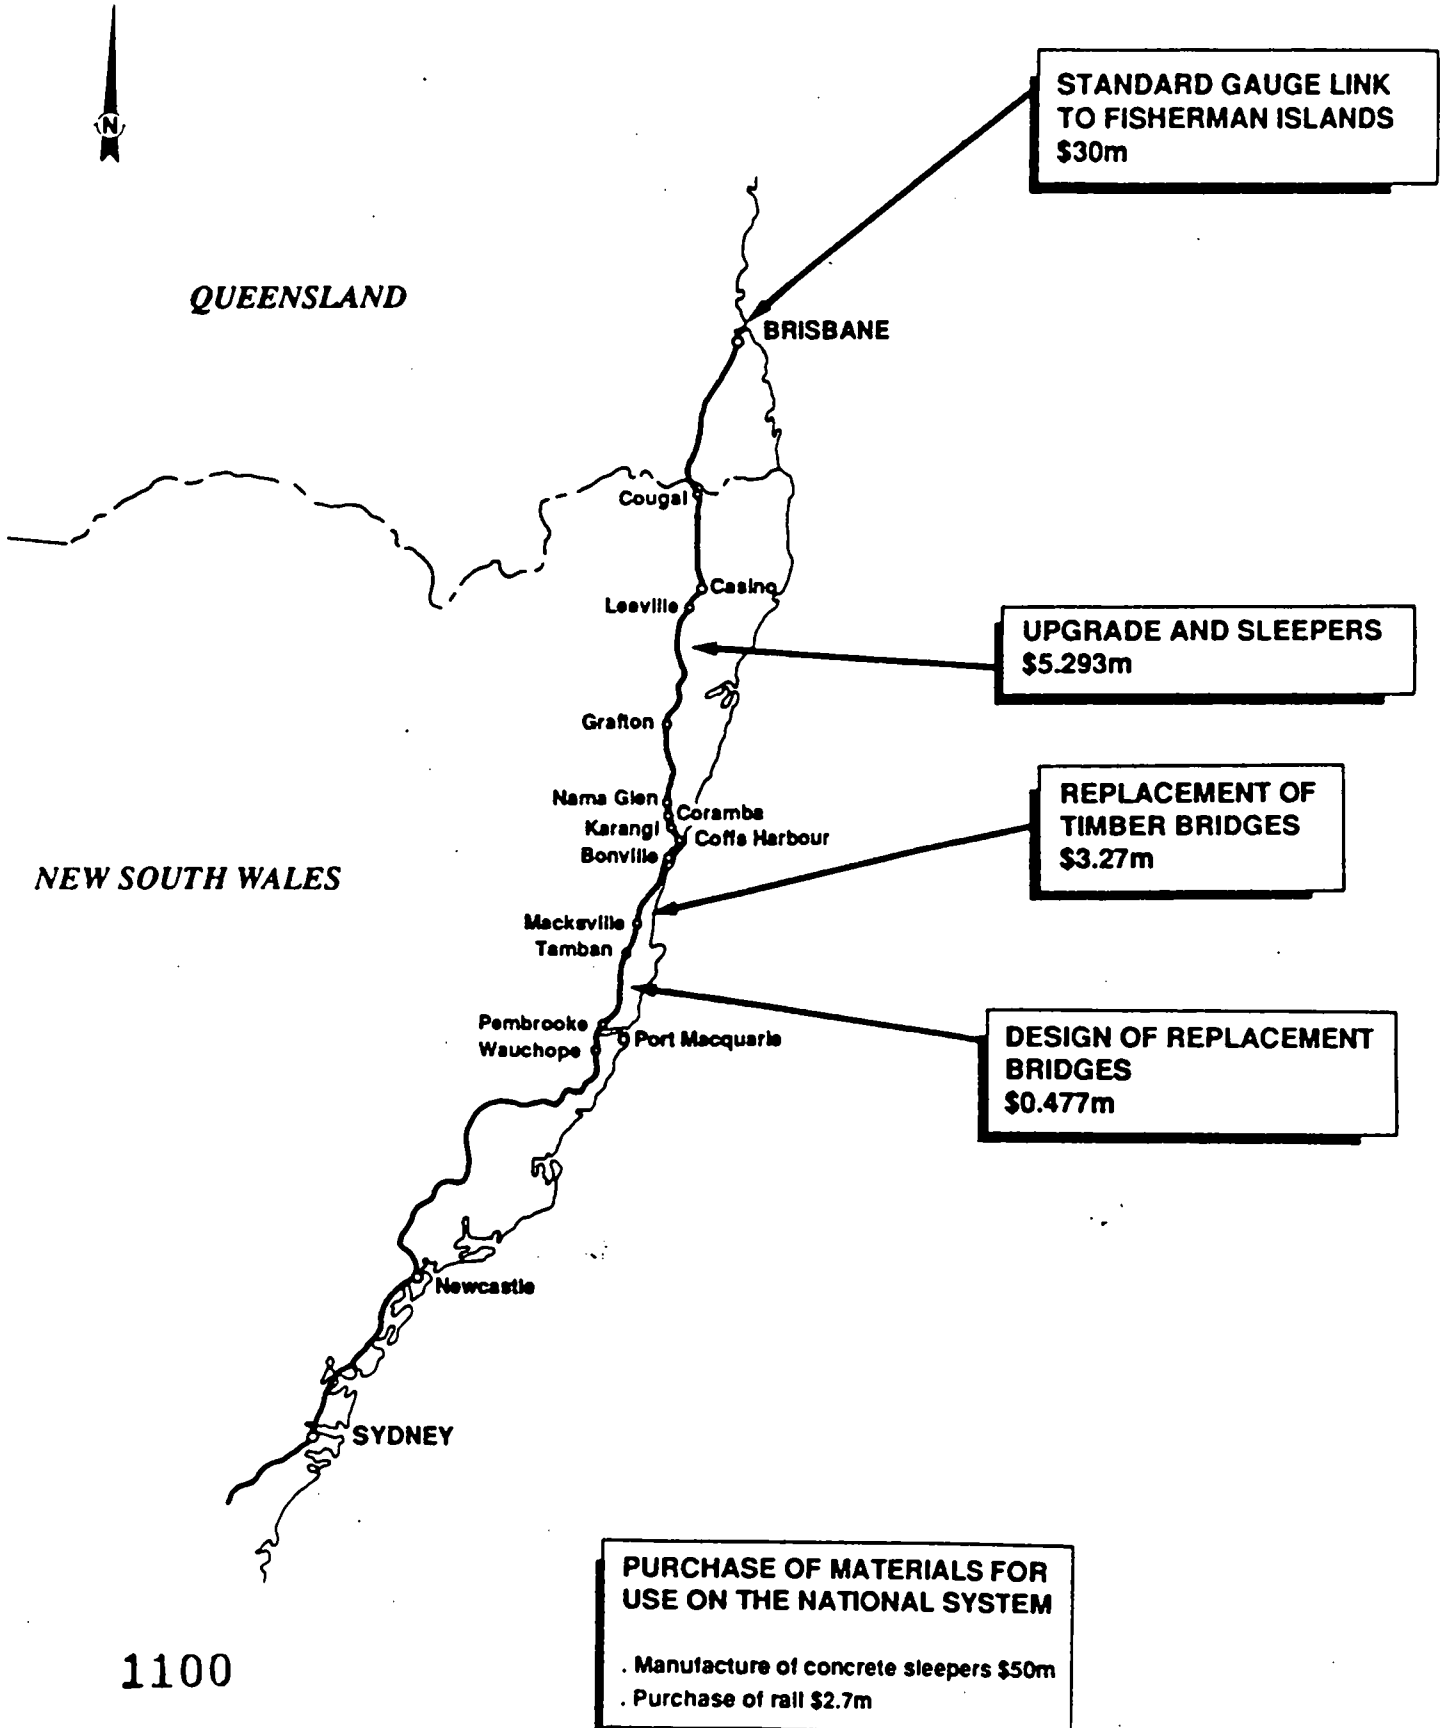 N
STANDARD GAUGE LINK
TO FISHERMAN ISLANDS
$30m
QUEENSLAND
BRISBANE
Cougal
Casino
Leeville
UPGRADE AND SLEEPERS
$5.293m
Grafton
REPLACEMENT OF
TIMBER BRIDGES
$3.27m
Nama Glen
Coramba
Karangi
Coffs Harbour
Bonville
NEW SOUTH WALES
Macksville
Tamban
DESIGN OF REPLACEMENT
BRIDGES
$0.477m
Pembrooke
Port Macquarie
Wauchope
Newcastle
SYDNEY
PURCHASE OF MATERIALS FOR
USE ON THE NATIONAL SYSTEM
. Manufacture of concrete sleepers $50m
. Purchase of rail $2.7m
1100